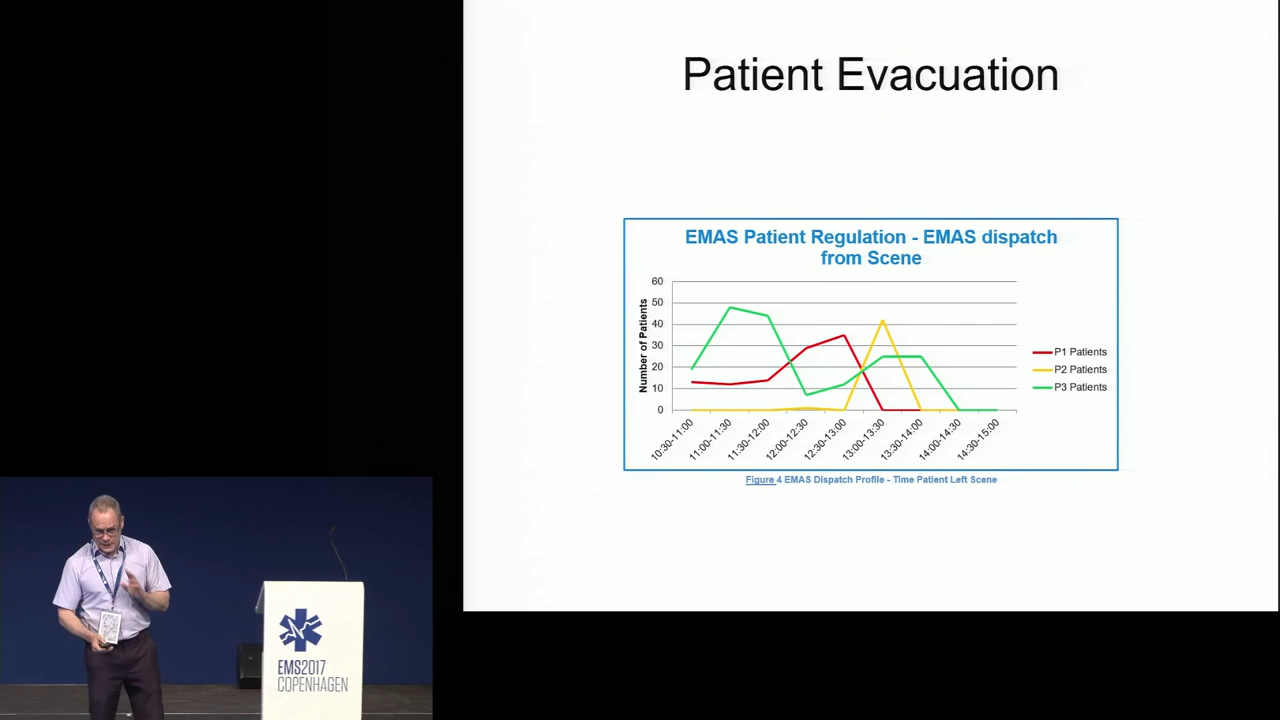 Patient Evacuation
EMAS Patient Regulation - EMAS dispatch
from Scene
Number of Patients
60
50
40
30
20
10
0
10:30-11:00
11:00-11:30
11:30-12:00
12:00-12:30
12:30-13:00
13:00-13:30
13:30-14:00
14:00-14:30
14:30-15:00
P1 Patients
P2 Patients
P3 Patients
Figure 4 EMAS Dispatch Profile - Time Patient Left Scene
EMS2017
COPENHAGEN